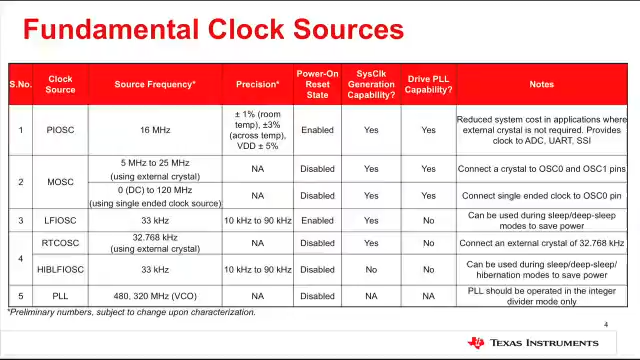 Fundamental Clock Sources
S.No. | Clock Source | Source Frequency* | Precision* | Power-On Reset State | SysClk Generation Capability? | Drive PLL Capability? | Notes
1 | PIOSC | 16 MHz | ± 1% (room temp), ±3% (across temp), VDD ± 5% | Enabled | Yes | Yes | Reduced system cost in applications where external crystal is not required. Provides clock to ADC, UART, SSI
2 | MOSC | 5 MHz to 25 MHz (using external crystal) | NA | Disabled | Yes | Yes | Connect a crystal to OSC0 and OSC1 pins
0 (DC) to 120 MHz (using single ended clock source) | NA | Disabled | Yes | Yes | Connect single ended clock to OSC0 pin
3 | LFIOSC | 33 kHz | 10 kHz to 90 kHz | Enabled | Yes | No | Can be used during sleep/deep-sleep modes to save power
4 | RTCOSC | 32.768 kHz (using external crystal) | NA | Disabled | Yes | No | Connect an external crystal of 32.768 kHz
HIBLFIOSC | 33 kHz | 10 kHz to 90 kHz | Disabled | No | No | Can be used during sleep/deep-sleep/ hibernation modes to save power
5 | PLL | 480, 320 MHz (VCO) | NA | Disabled | NA | NA | PLL should be operated in the integer divider mode only
*Preliminary numbers, subject to change upon characterization.
4
TEXAS INSTRUMENTS